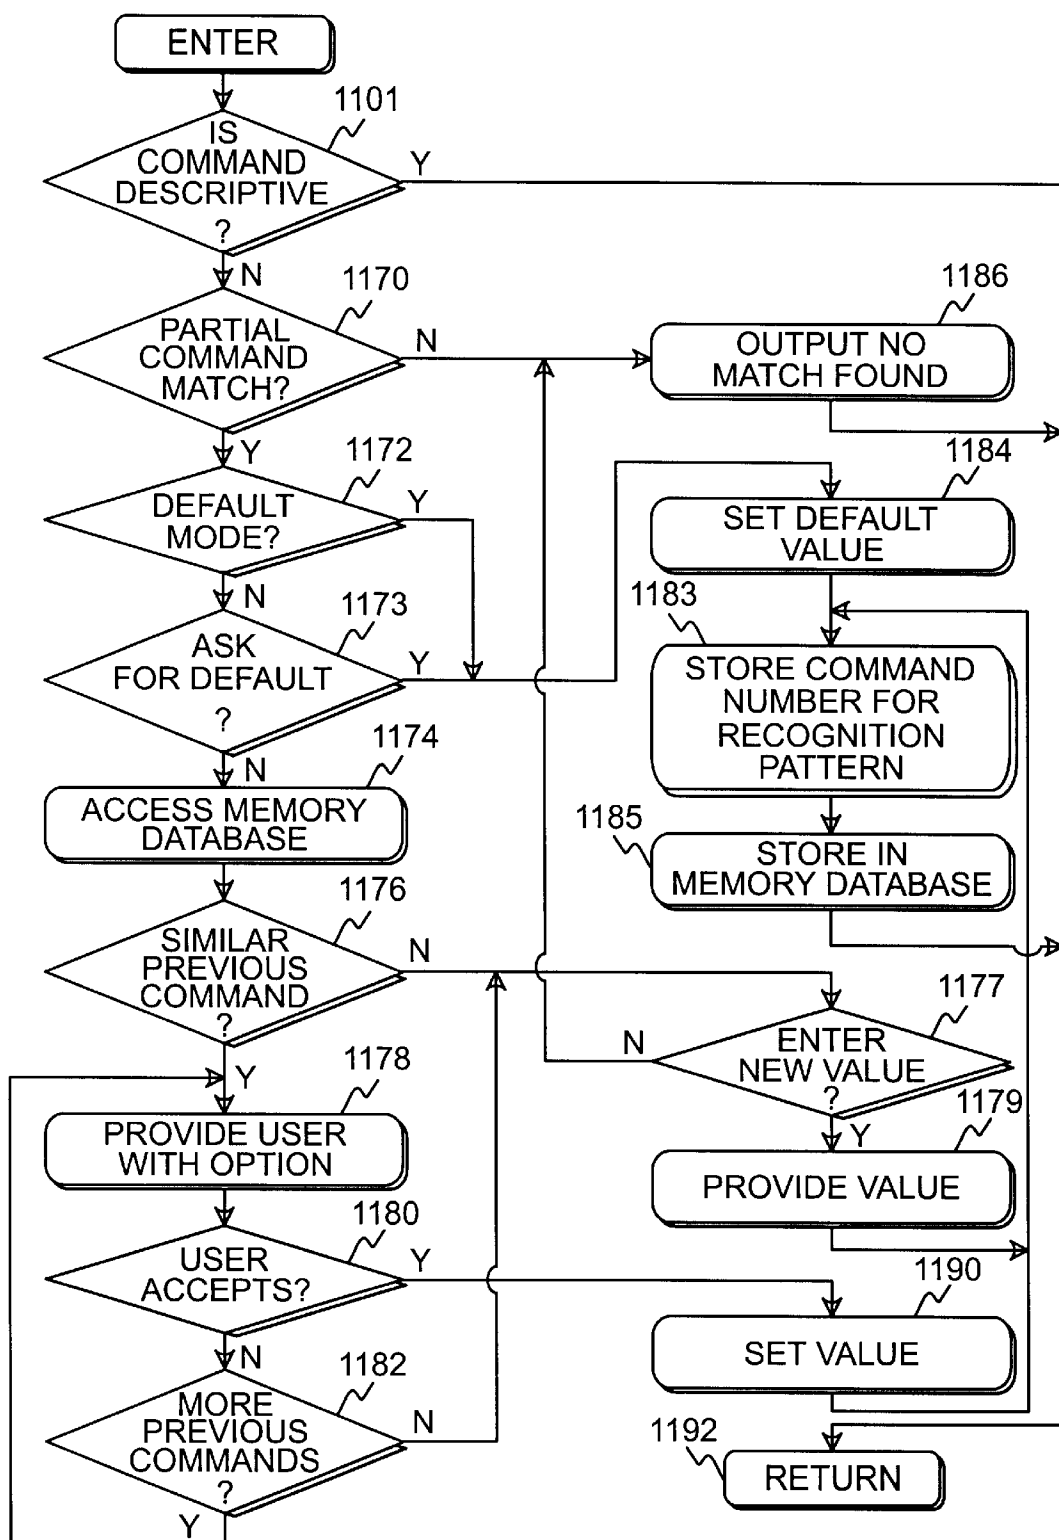 ENTER
1101
IS
COMMAND
DESCRIPTIVE
?
Y
N
1170
PARTIAL
COMMAND
MATCH?
N
Y
1186
OUTPUT NO
MATCH FOUND
1172
DEFAULT
MODE?
Y
N
1184
SET DEFAULT
VALUE
1173
ASK
FOR DEFAULT
?
Y
N
1183
STORE COMMAND
NUMBER FOR
RECOGNITION
PATTERN
1174
ACCESS MEMORY
DATABASE
1185
STORE IN
MEMORY DATABASE
1176
SIMILAR
PREVIOUS
COMMAND
?
N
Y
1177
ENTER
NEW VALUE
?
N
Y
1178
PROVIDE USER
WITH OPTION
1179
PROVIDE VALUE
1180
USER
ACCEPTS?
Y
N
1190
SET VALUE
1182
MORE
PREVIOUS
COMMANDS
?
N
Y
1192
RETURN